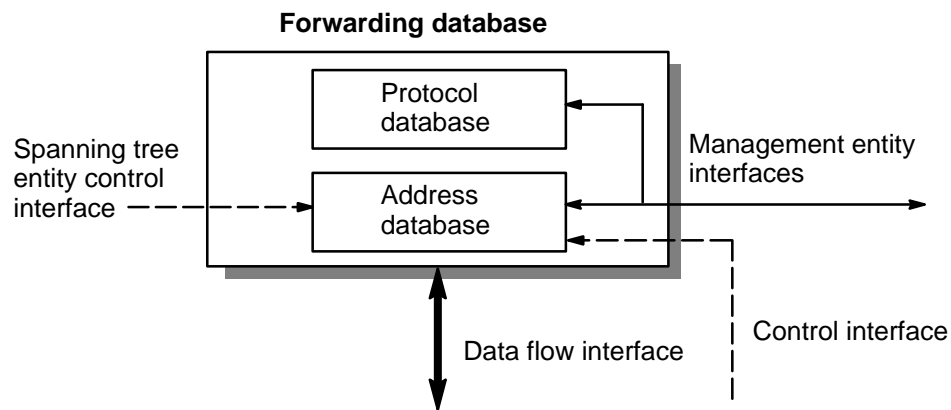 Forwarding database
Protocol
database
Spanning tree
entity control
interface
Address
database
Management entity
interfaces
Data flow interface
Control interface